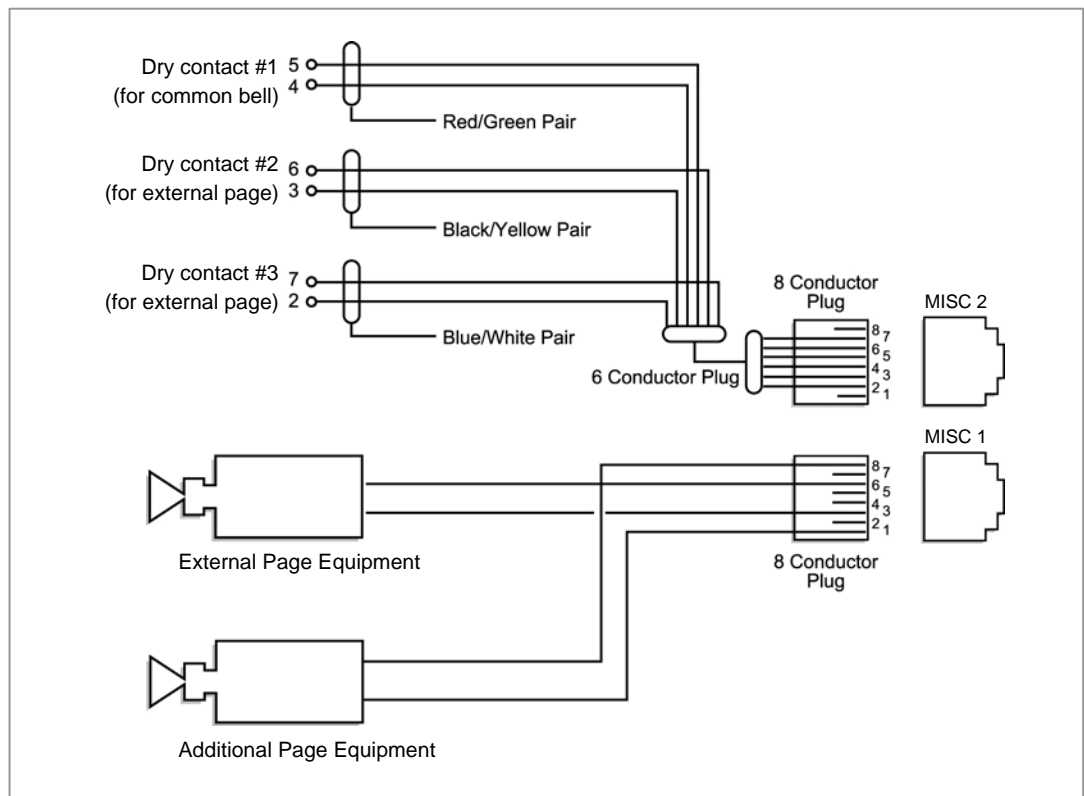 Dry contact #1
(for common bell)
5
4
Red/Green Pair
Dry contact #2
(for external page)
6
3
Black/Yellow Pair
Dry contact #3
(for external page)
7
2
Blue/White Pair
6 Conductor Plug
8 Conductor
Plug
8
7
6
5
4
3
2
1
MISC 2
MISC 1
8
7
6
5
4
3
2
1
8 Conductor
Plug
External Page Equipment
Additional Page Equipment